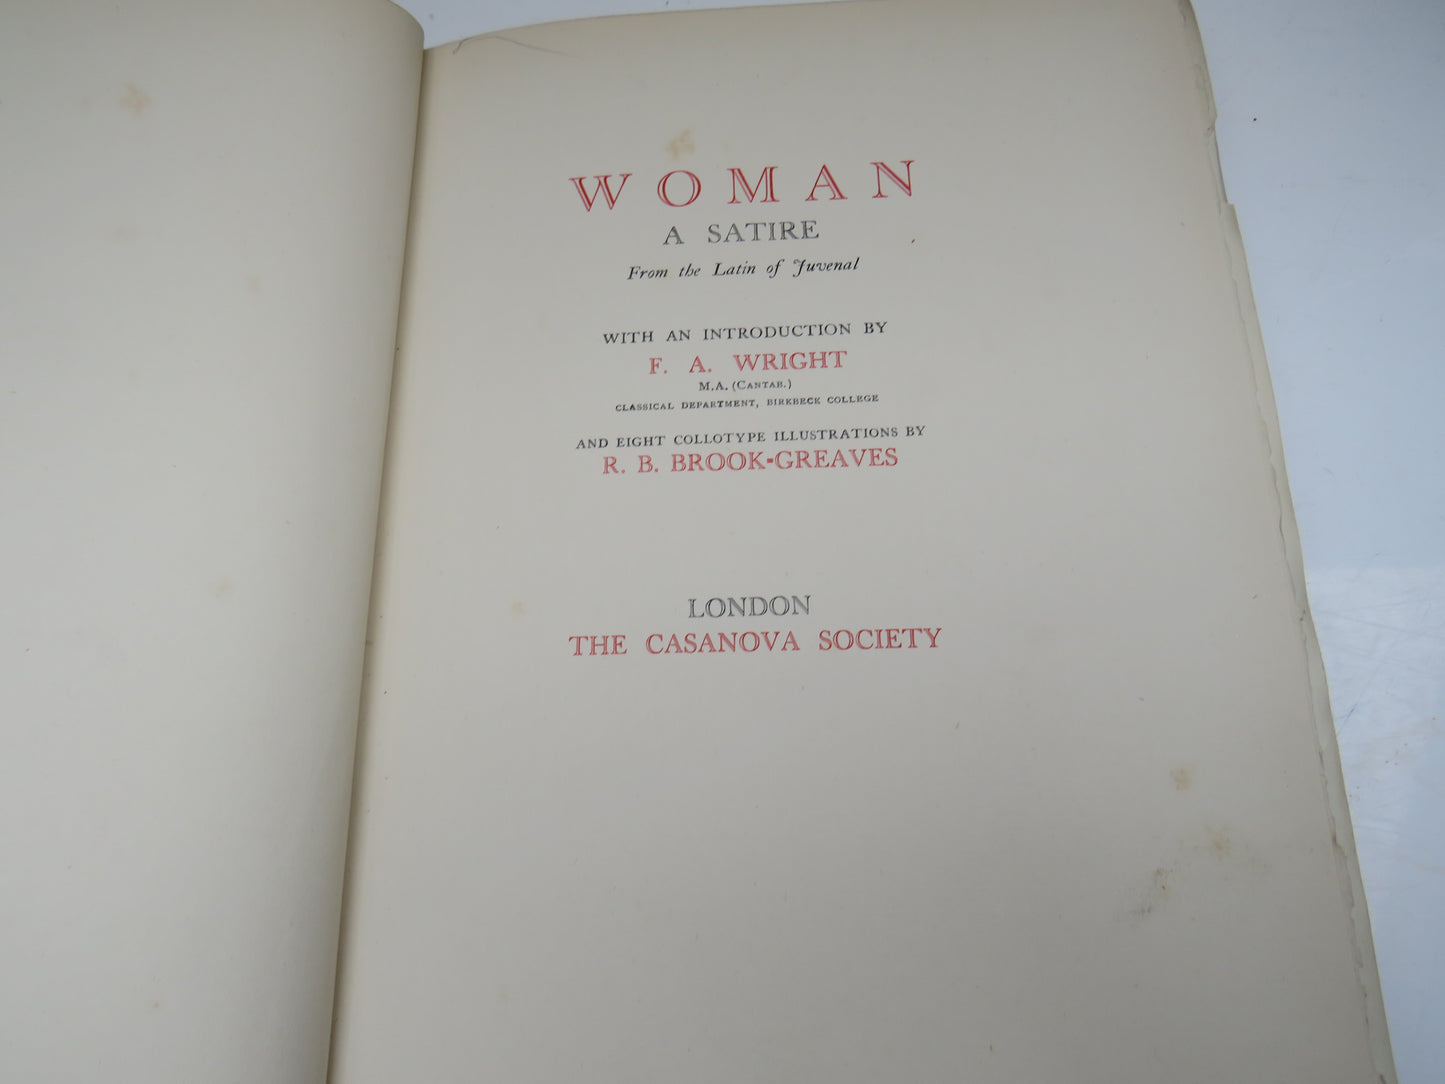 WOMAN
A SATIRE
From the Latin of Juvenal
WITH AN INTRODUCTION BY
F. A. WRIGHT
M.A. (CANTAB.)
CLASSICAL DEPARTMENT, BIRKBECK COLLEGE
AND EIGHT COLLOTYPE ILLUSTRATIONS BY
R. B. BROOK-GREAVES
LONDON
THE CASANOVA SOCIETY